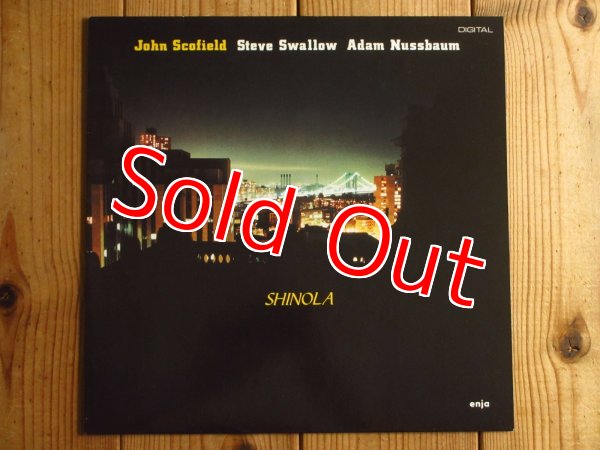 DIGITAL
John Scofield Steve Swallow Adam Nussbaum
Sold Out
SHINOLA
enja